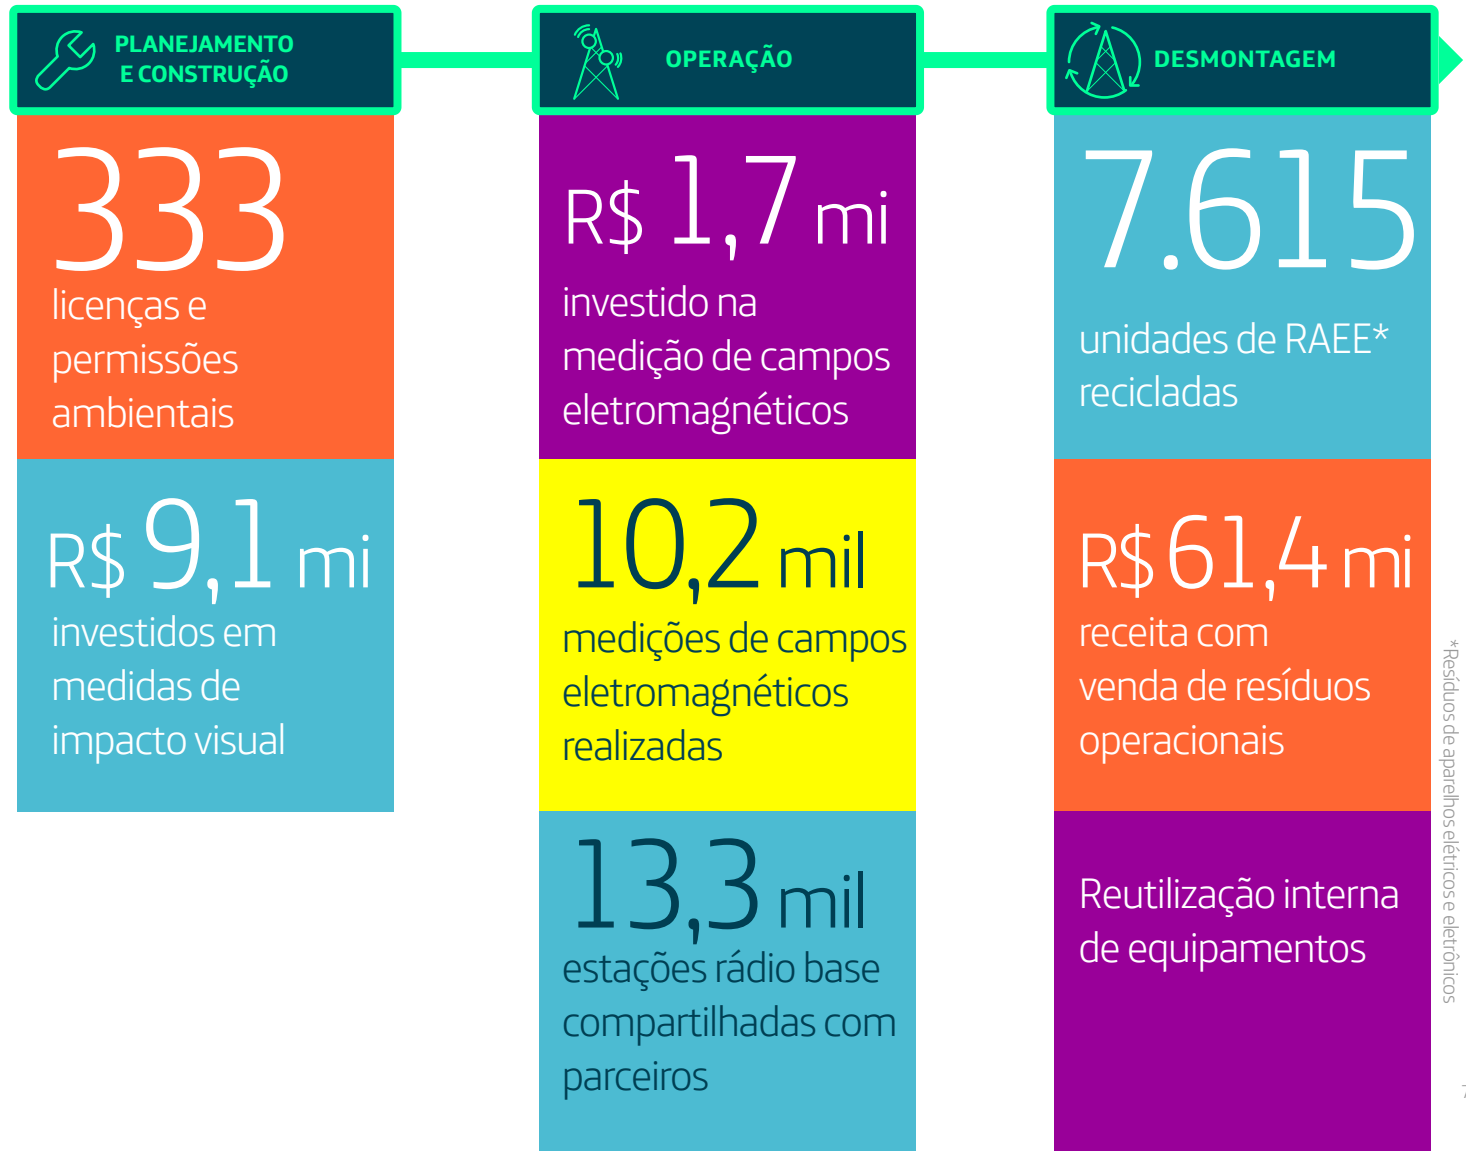 PLANEJAMENTO
E CONSTRUÇÃO
333
licenças e
permissões
ambientais
R$ 9,1 mi
investidos em
medidas de
impacto visual
OPERAÇÃO
R$ 1,7 mi
investido na
medição de campos
eletromagnéticos
10,2 mil
medições de campos
eletromagnéticos
realizadas
13,3 mil
estações rádio base
compartilhadas com
parceiros
DESMONTAGEM
7.615
unidades de RAEE*
recicladas
R$ 61,4 mi
receita com
venda de resíduos
operacionais
Reutilização interna
de equipamentos
*Resíduos de aparelhos elétricos e eletrônicos